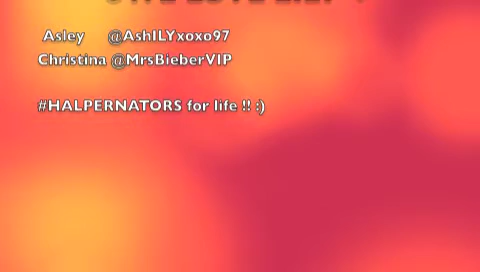 Asley @AshILYxoxo97
Christina @MrsBieberVIP
#HALPERNATORS for life !! :)